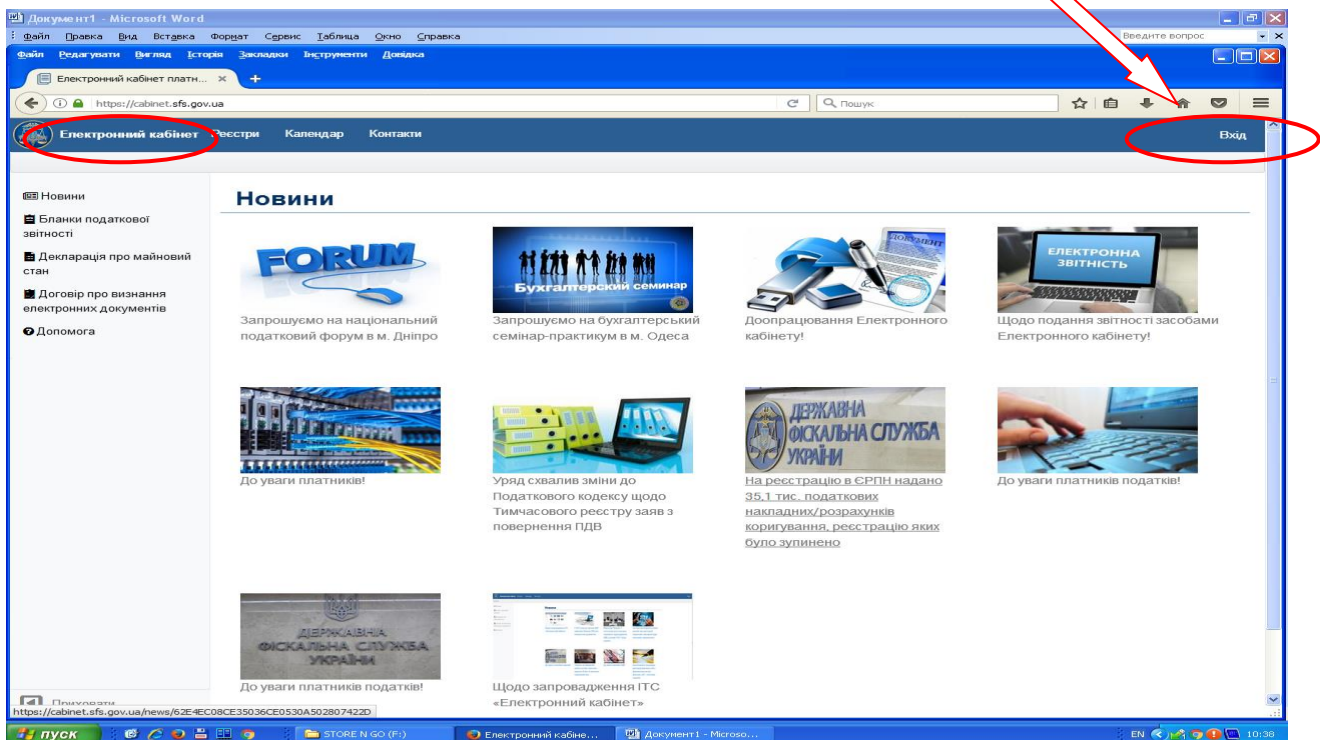 Документ1 - Microsoft Word
Файл Правка Вид Вставка Формат Сервис Таблица Окно Справка
Введите вопрос
Файл Редагувати Вигляд Історія Закладки Інструменти Довідка
Електронний кабінет платн...
https://cabinet.sfs.gov.ua
Пошук
Електронний кабінет Реєстри Календар Контакти
Вхід
Новини
Бланки податкової
звітності
Декларація про майновий
стан
Договір про визнання
електронних документів
Допомога
Новини
FORUM
Запрошуємо на національний
податковий форум в м. Дніпро
Бухгалтерский семинар
Запрошуємо на бухгалтерський
семінар-практикум в м. Одеса
ДОКУМЕНТ
Доопрацювання Електронного
кабінету!
ЕЛЕКТРОННА
ЗВІТНІСТЬ
Щодо подання звітності засобами
Електронного кабінету!
До уваги платників!
Уряд схвалив зміни до
Податкового кодексу щодо
Тимчасового реєстру заяв з
повернення ПДВ
ДЕРЖАВНА
ФІСКАЛЬНА СЛУЖБА
УКРАЇНИ
На реєстрацію в ЄРПН надано
35,1 тис. податкових
накладних/розрахунків
коригування, реєстрацію яких
було зупинено
До уваги платників податків!
ДЕРЖАВНА
ФІСКАЛЬНА СЛУЖБА
УКРАЇНИ
До уваги платників податків!
Щодо запровадження ІТС
«Електронний кабінет»
Приховати
https://cabinet.sfs.gov.ua/news/62E4EC08CE35036CE0530A502807422D
пуск
STORE N GO (F:)
Електронний кабіне...
Документ1 - Microso...
EN
10:38